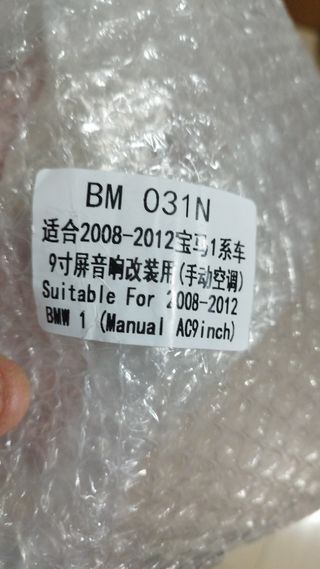 BM 031N
适合2008-2012宝马1系车
9寸屏音响改装用(手动空调)
Suitable For 2008-2012
BMW 1 (Manual AC9inch)